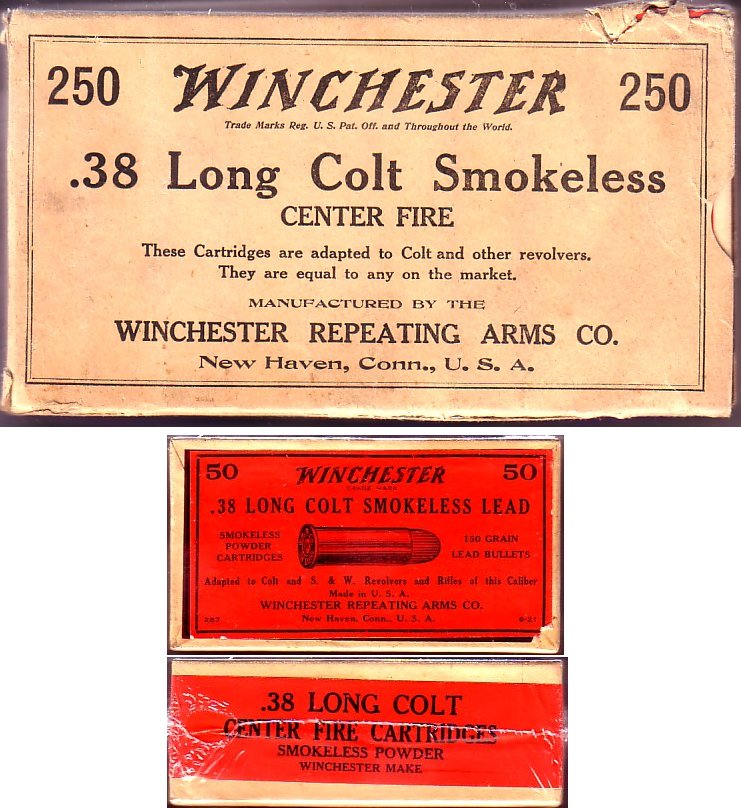 250 WINCHESTER 250
Trade Marks Reg. U. S. Pat. Off. and Throughout the World.
.38 Long Colt Smokeless
CENTER FIRE
These Cartridges are adapted to Colt and other revolvers.
They are equal to any on the market.
MANUFACTURED BY THE
WINCHESTER REPEATING ARMS CO.
New Haven, Conn., U. S. A.
50 WINCHESTER 50
TRADE MARK
.38 LONG COLT SMOKELESS LEAD
SMOKELESS
POWDER
CARTRIDGES
150 GRAIN
LEAD BULLETS
Adapted to Colt and S. & W. Revolvers and Rifles of this Caliber
Made in U. S. A.
WINCHESTER REPEATING ARMS CO.
New Haven, Conn., U. S. A.
.38 LONG COLT
CENTER FIRE CARTRIDGES
SMOKELESS POWDER
WINCHESTER MAKE